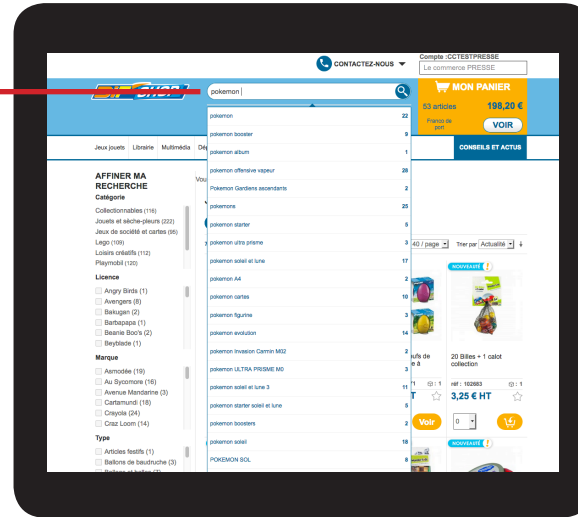 CONTACTEZ-NOUS
Compte :CCTESTPRESSE
Le commerce PRESSE
SHOP
pokemon
MON PANIER
53 articles 198,20 €
Franco de port
VOIR
Jeux jouets Librairie Multimédia
CONSEILS ET ACTUS
AFFINER MA
RECHERCHE
Catégorie
Collectionnables (116)
Jouets et sèche-pleurs (222)
Jeux de société et cartes (95)
Lego (109)
Loisirs créatifs (112)
Playmobil (120)
Licence
Angry Birds (1)
Avengers (8)
Bakugan (2)
Barbapapa (1)
Beanie Boo's (2)
Beyblade (1)
Marque
Asmodée (19)
Au Sycomore (16)
Avenue Mandarine (3)
Cartamundi (18)
Crayola (24)
Craz Loom (14)
Type
Articles festifs (1)
Ballons de baudruche (3)
pokemon 22
pokemon booster 9
pokemon album 1
pokemon offensive vapeur 28
Pokemon Gardiens ascendants 2
pokemons 25
pokemon starter 5
pokemon ultra prisme 3
pokemon soleil et lune 17
pokemon A4 2
pokemon cartes 10
pokemon figurine 3
pokemon evolution 14
pokemon Invasion Carmin M02 2
pokemon ULTRA PRISME M0 3
pokemon soleil et lune 3 11
pokemon starter soleil et lune 5
pokemon boosters 2
pokemon soleil 18
POKEMON SOL 8
40 / page Trier par Actualité
NOUVEAUTÉ
20 Billes + 1 calot
collection
réf : 102683 : 1
3,25 € HT
Voir
0
NOUVEAUTÉ